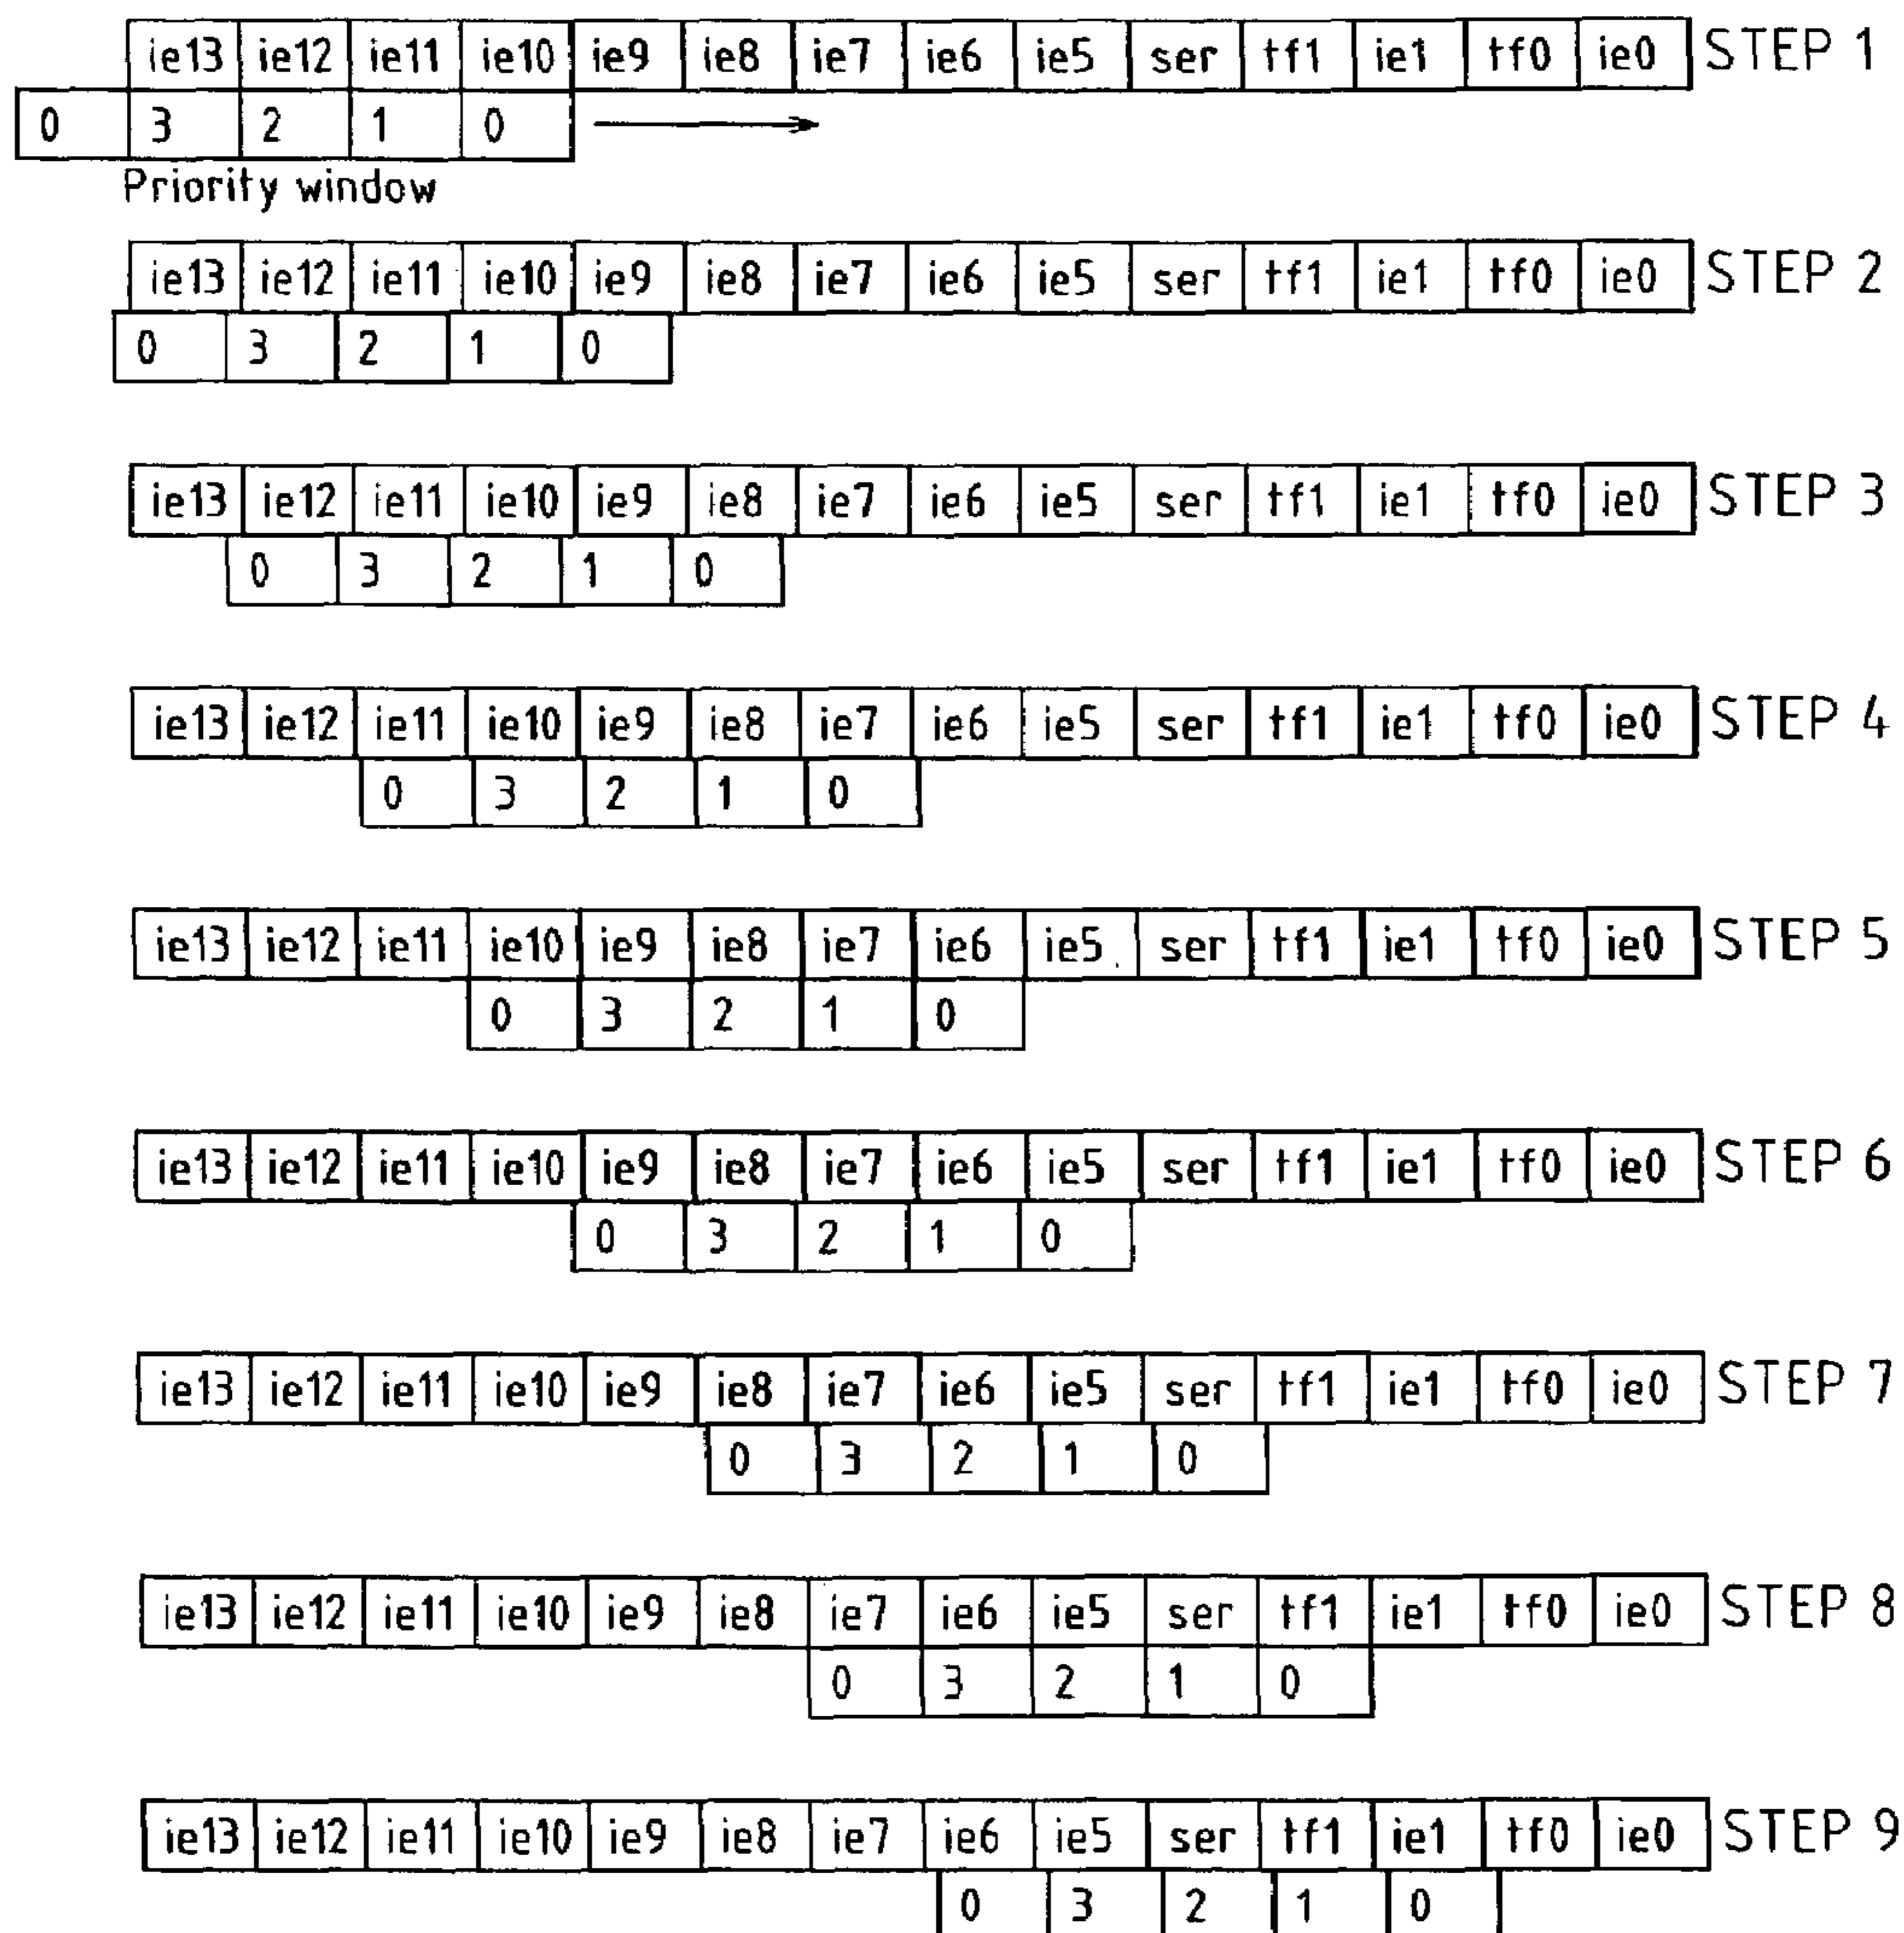 ie13 ie12 ie11 ie10 ie9 ie8 ie7 ie6 ie5 ser tf1 ie1 tf0 ie0 STEP 1
0 3 2 1 0
Priority window
ie13 ie12 ie11 ie10 ie9 ie8 ie7 ie6 ie5 ser tf1 ie1 tf0 ie0 STEP 2
0 3 2 1 0
ie13 ie12 ie11 ie10 ie9 ie8 ie7 ie6 ie5 ser tf1 ie1 tf0 ie0 STEP 3
0 3 2 1 0
ie13 ie12 ie11 ie10 ie9 ie8 ie7 ie6 ie5 ser tf1 ie1 tf0 ie0 STEP 4
0 3 2 1 0
ie13 ie12 ie11 ie10 ie9 ie8 ie7 ie6 ie5 ser tf1 ie1 tf0 ie0 STEP 5
0 3 2 1 0
ie13 ie12 ie11 ie10 ie9 ie8 ie7 ie6 ie5 ser tf1 ie1 tf0 ie0 STEP 6
0 3 2 1 0
ie13 ie12 ie11 ie10 ie9 ie8 ie7 ie6 ie5 ser tf1 ie1 tf0 ie0 STEP 7
0 3 2 1 0
ie13 ie12 ie11 ie10 ie9 ie8 ie7 ie6 ie5 ser tf1 ie1 tf0 ie0 STEP 8
0 3 2 1 0
ie13 ie12 ie11 ie10 ie9 ie8 ie7 ie6 ie5 ser tf1 ie1 tf0 ie0 STEP 9
0 3 2 1 0